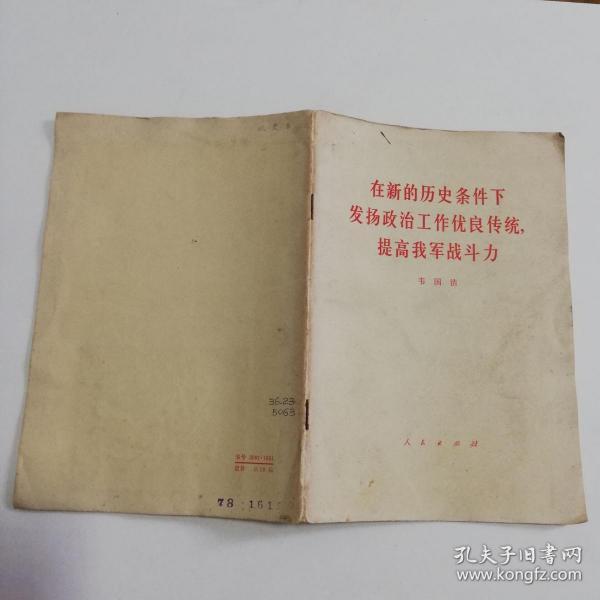 在新的历史条件下
发扬政治工作优良传统,
提高我军战斗力
韦国清
人民出版社
36.23
5063
78 161
孔夫子旧书网
www.kongfz.com